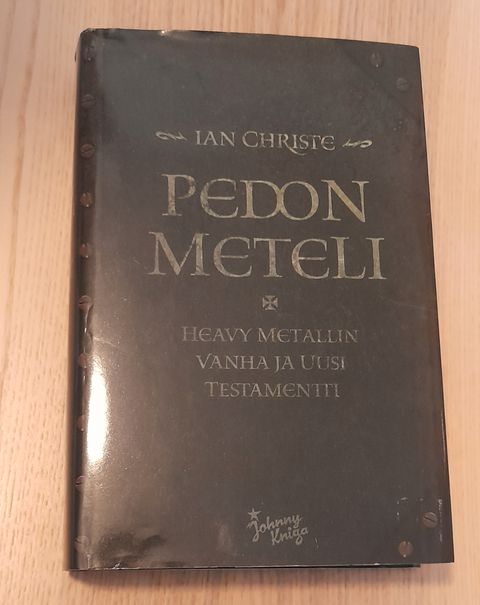 IAN CHRISTE
PEDON
METELI
HEAVY METALLIN
VANHA JA UUSI
TESTAMENTTI
Johnny
Kniga